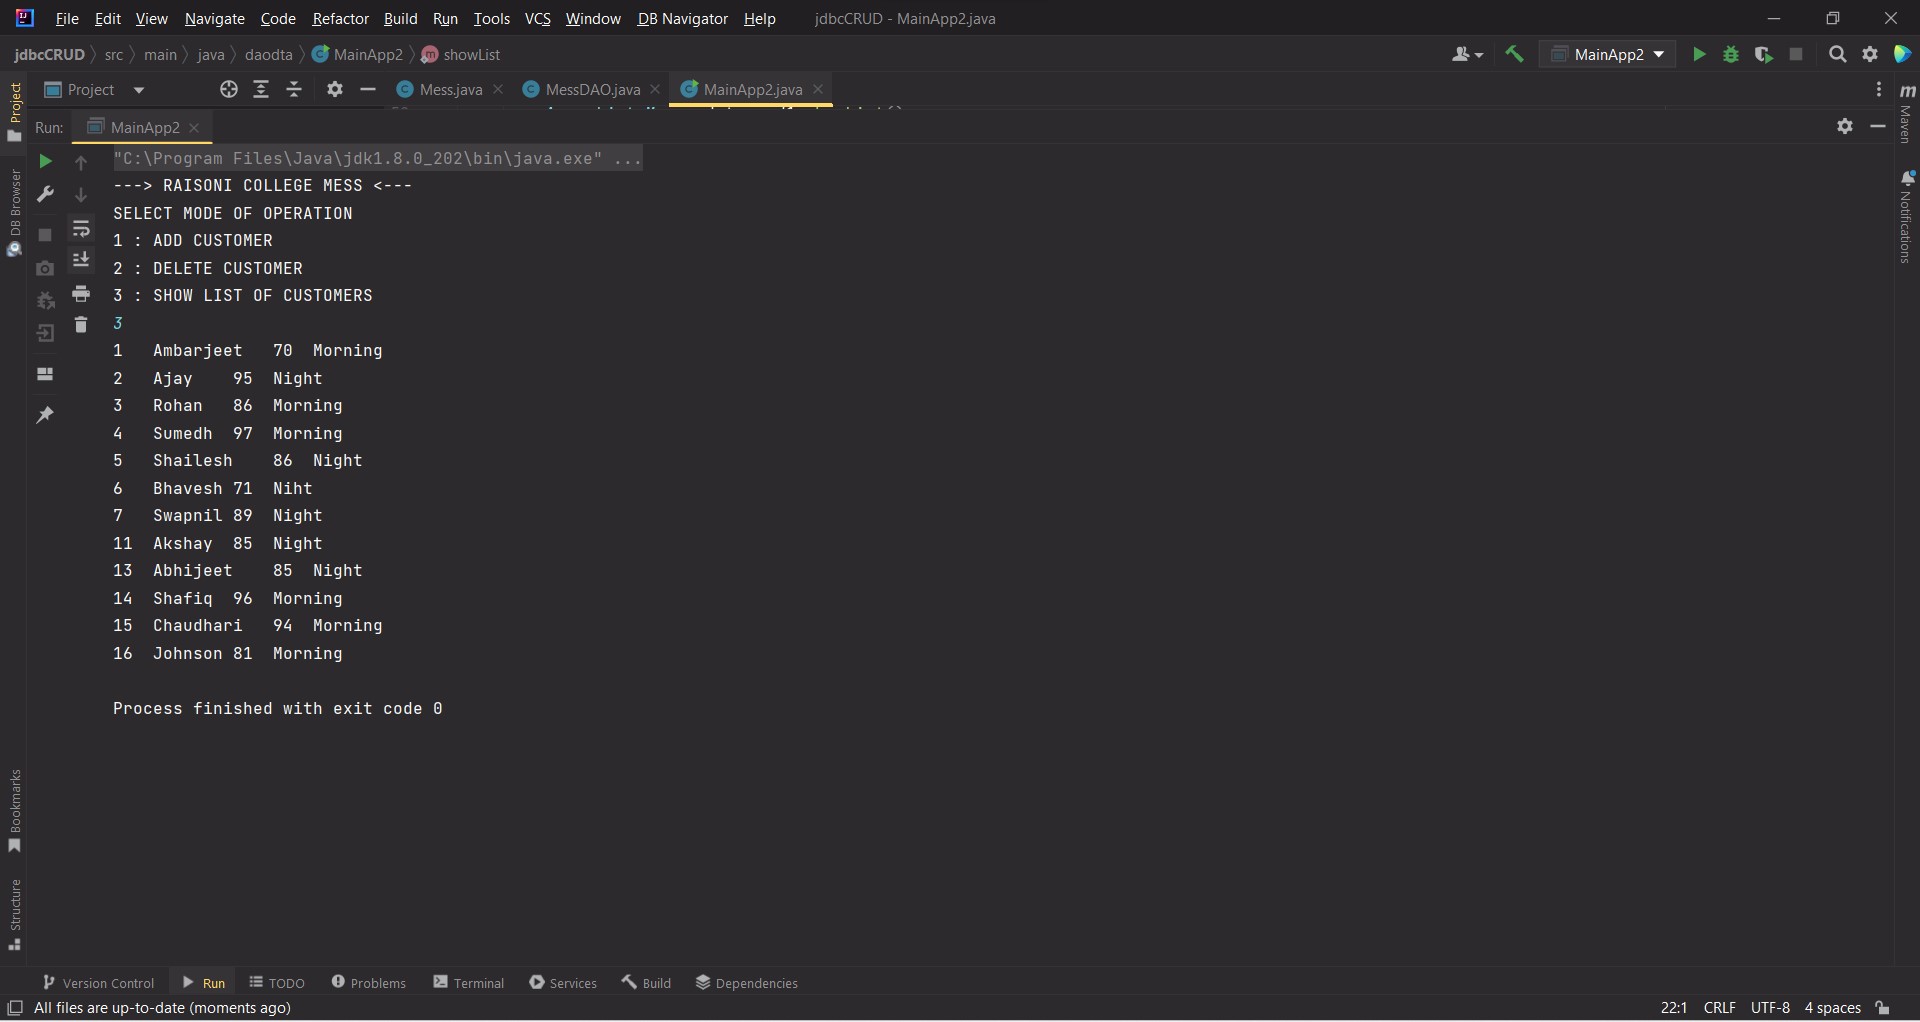 File Edit View Navigate Code Refactor Build Run Tools VCS Window DB Navigator Help jdbcCRUD - MainApp2.java
jdbcCRUD src main java daodta MainApp2 showList MainApp2
Project Mess.java MessDAO.java MainApp2.java
Run: MainApp2
"C:\Program Files\Java\jdk1.8.0_202\bin\java.exe" ...
---> RAISONI COLLEGE MESS <---
SELECT MODE OF OPERATION
1 : ADD CUSTOMER
2 : DELETE CUSTOMER
3 : SHOW LIST OF CUSTOMERS
3
1 Ambarjeet 70 Morning
2 Ajay 95 Night
3 Rohan 86 Morning
4 Sumedh 97 Morning
5 Shailesh 86 Night
6 Bhavesh 71 Niht
7 Swapnil 89 Night
11 Akshay 85 Night
13 Abhijeet 85 Night
14 Shafiq 96 Morning
15 Chaudhari 94 Morning
16 Johnson 81 Morning
Process finished with exit code 0
Project
DB Browser
Bookmarks
Structure
Maven
Notifications
Version Control Run TODO Problems Terminal Services Build Dependencies
All files are up-to-date (moments ago) 22:1 CRLF UTF-8 4 spaces